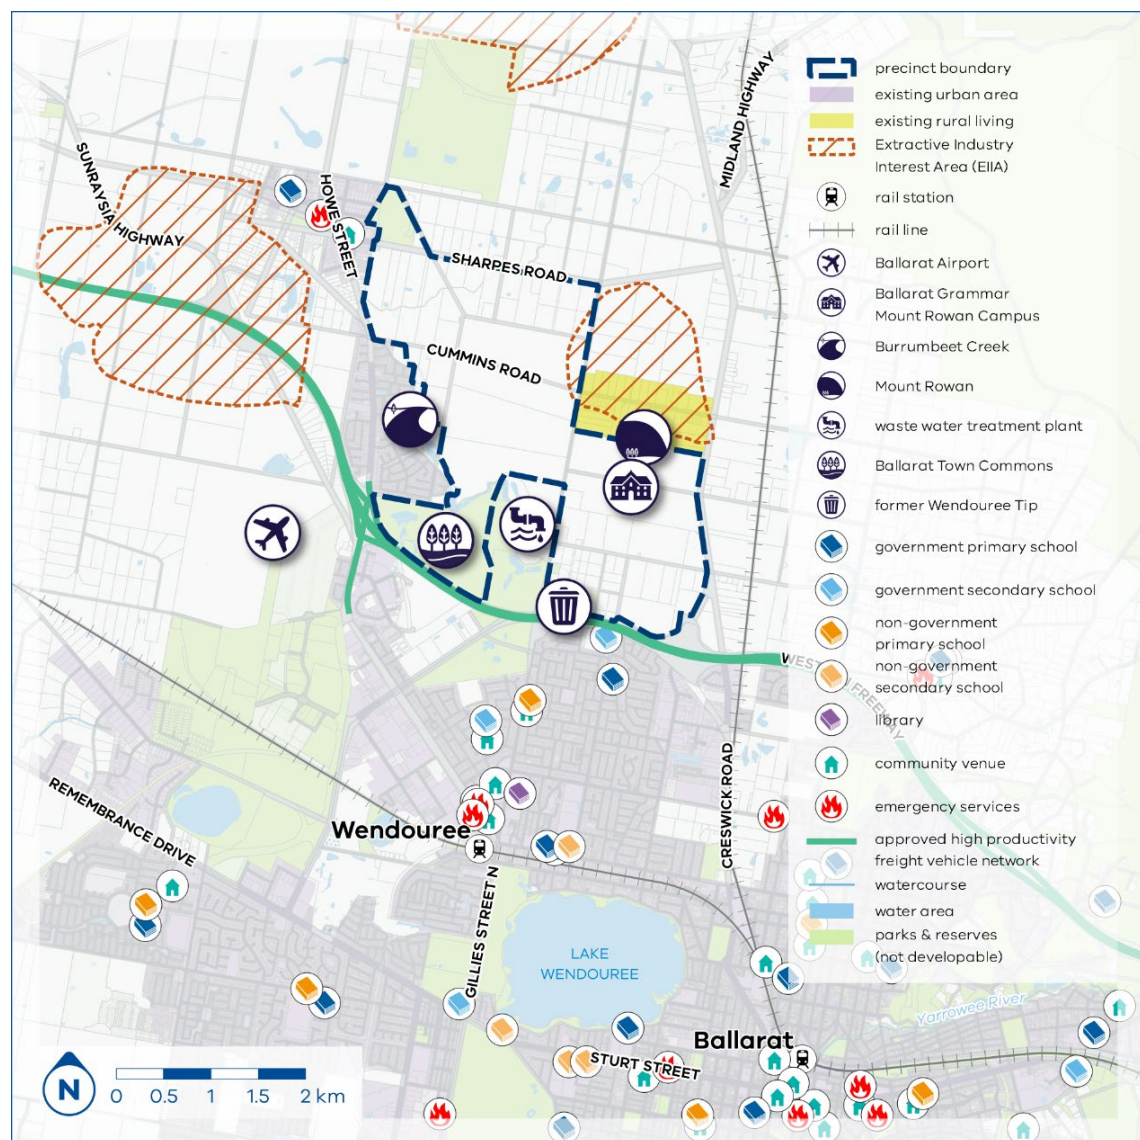 MIDLAND HIGHWAY
SUNRAYSIA HIGHWAY
HOWE STREET
SHARPES ROAD
CUMMINS ROAD
WESTERN FREEWAY
REMEMBRANCE DRIVE
Wendouree
CRESWICK ROAD
GILLIES STREET N
LAKE
WENDOUREE
Yarrowee River
Ballarat
STURT STREET
N
0 0.5 1 1.5 2 km
precinct boundary
existing urban area
existing rural living
Extractive Industry
Interest Area (EIIA)
rail station
rail line
Ballarat Airport
Ballarat Grammar
Mount Rowan Campus
Burrumbeet Creek
Mount Rowan
waste water treatment plant
Ballarat Town Commons
former Wendouree Tip
government primary school
government secondary school
non-government
primary school
non-government
secondary school
library
community venue
emergency services
approved high productivity
freight vehicle network
watercourse
water area
parks & reserves
(not developable)